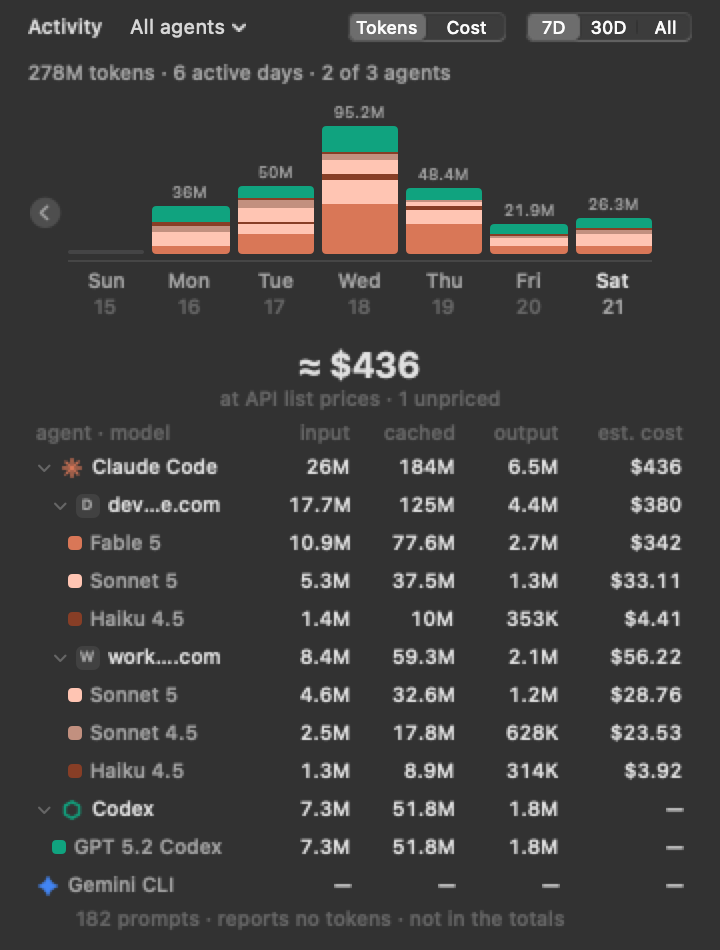 Activity All agents Tokens Cost 7D 30D All
278M tokens · 6 active days · 2 of 3 agents
95.2M
50M
48.4M
36M
26.3M
21.9M
Sun Mon Tue Wed Thu Fri Sat
15 16 17 18 19 20 21
≈ $436
at API list prices · 1 unpriced
agent · model input cached output est. cost
Claude Code 26M 184M 6.5M $436
D dev...e.com 17.7M 125M 4.4M $380
Fable 5 10.9M 77.6M 2.7M $342
Sonnet 5 5.3M 37.5M 1.3M $33.11
Haiku 4.5 1.4M 10M 353K $4.41
W work....com 8.4M 59.3M 2.1M $56.22
Sonnet 5 4.6M 32.6M 1.2M $28.76
Sonnet 4.5 2.5M 17.8M 628K $23.53
Haiku 4.5 1.3M 8.9M 314K $3.92
Codex 7.3M 51.8M 1.8M —
GPT 5.2 Codex 7.3M 51.8M 1.8M —
Gemini CLI — — — —
182 prompts · reports no tokens · not in the totals